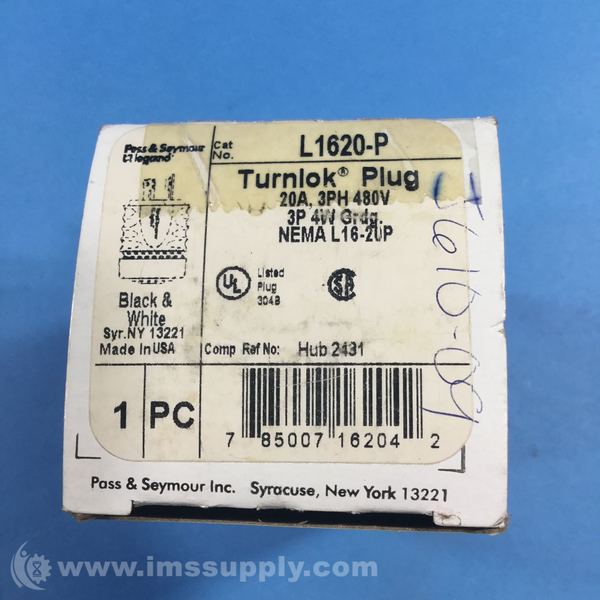 Pass & Seymour
legrand
Cat.
No.
L1620-P
Turnlok® Plug
20A, 3PH 480V
3P 4W Grdg.
NEMA L16-20P
UL
Listed
Plug
304B
Black &
White
Syr.NY 13221
Made In USA
Comp Ref No: Hub 2431
1 PC
7 85007 16204 2
Pass & Seymour Inc. Syracuse, New York 13221
www.imssupply.com